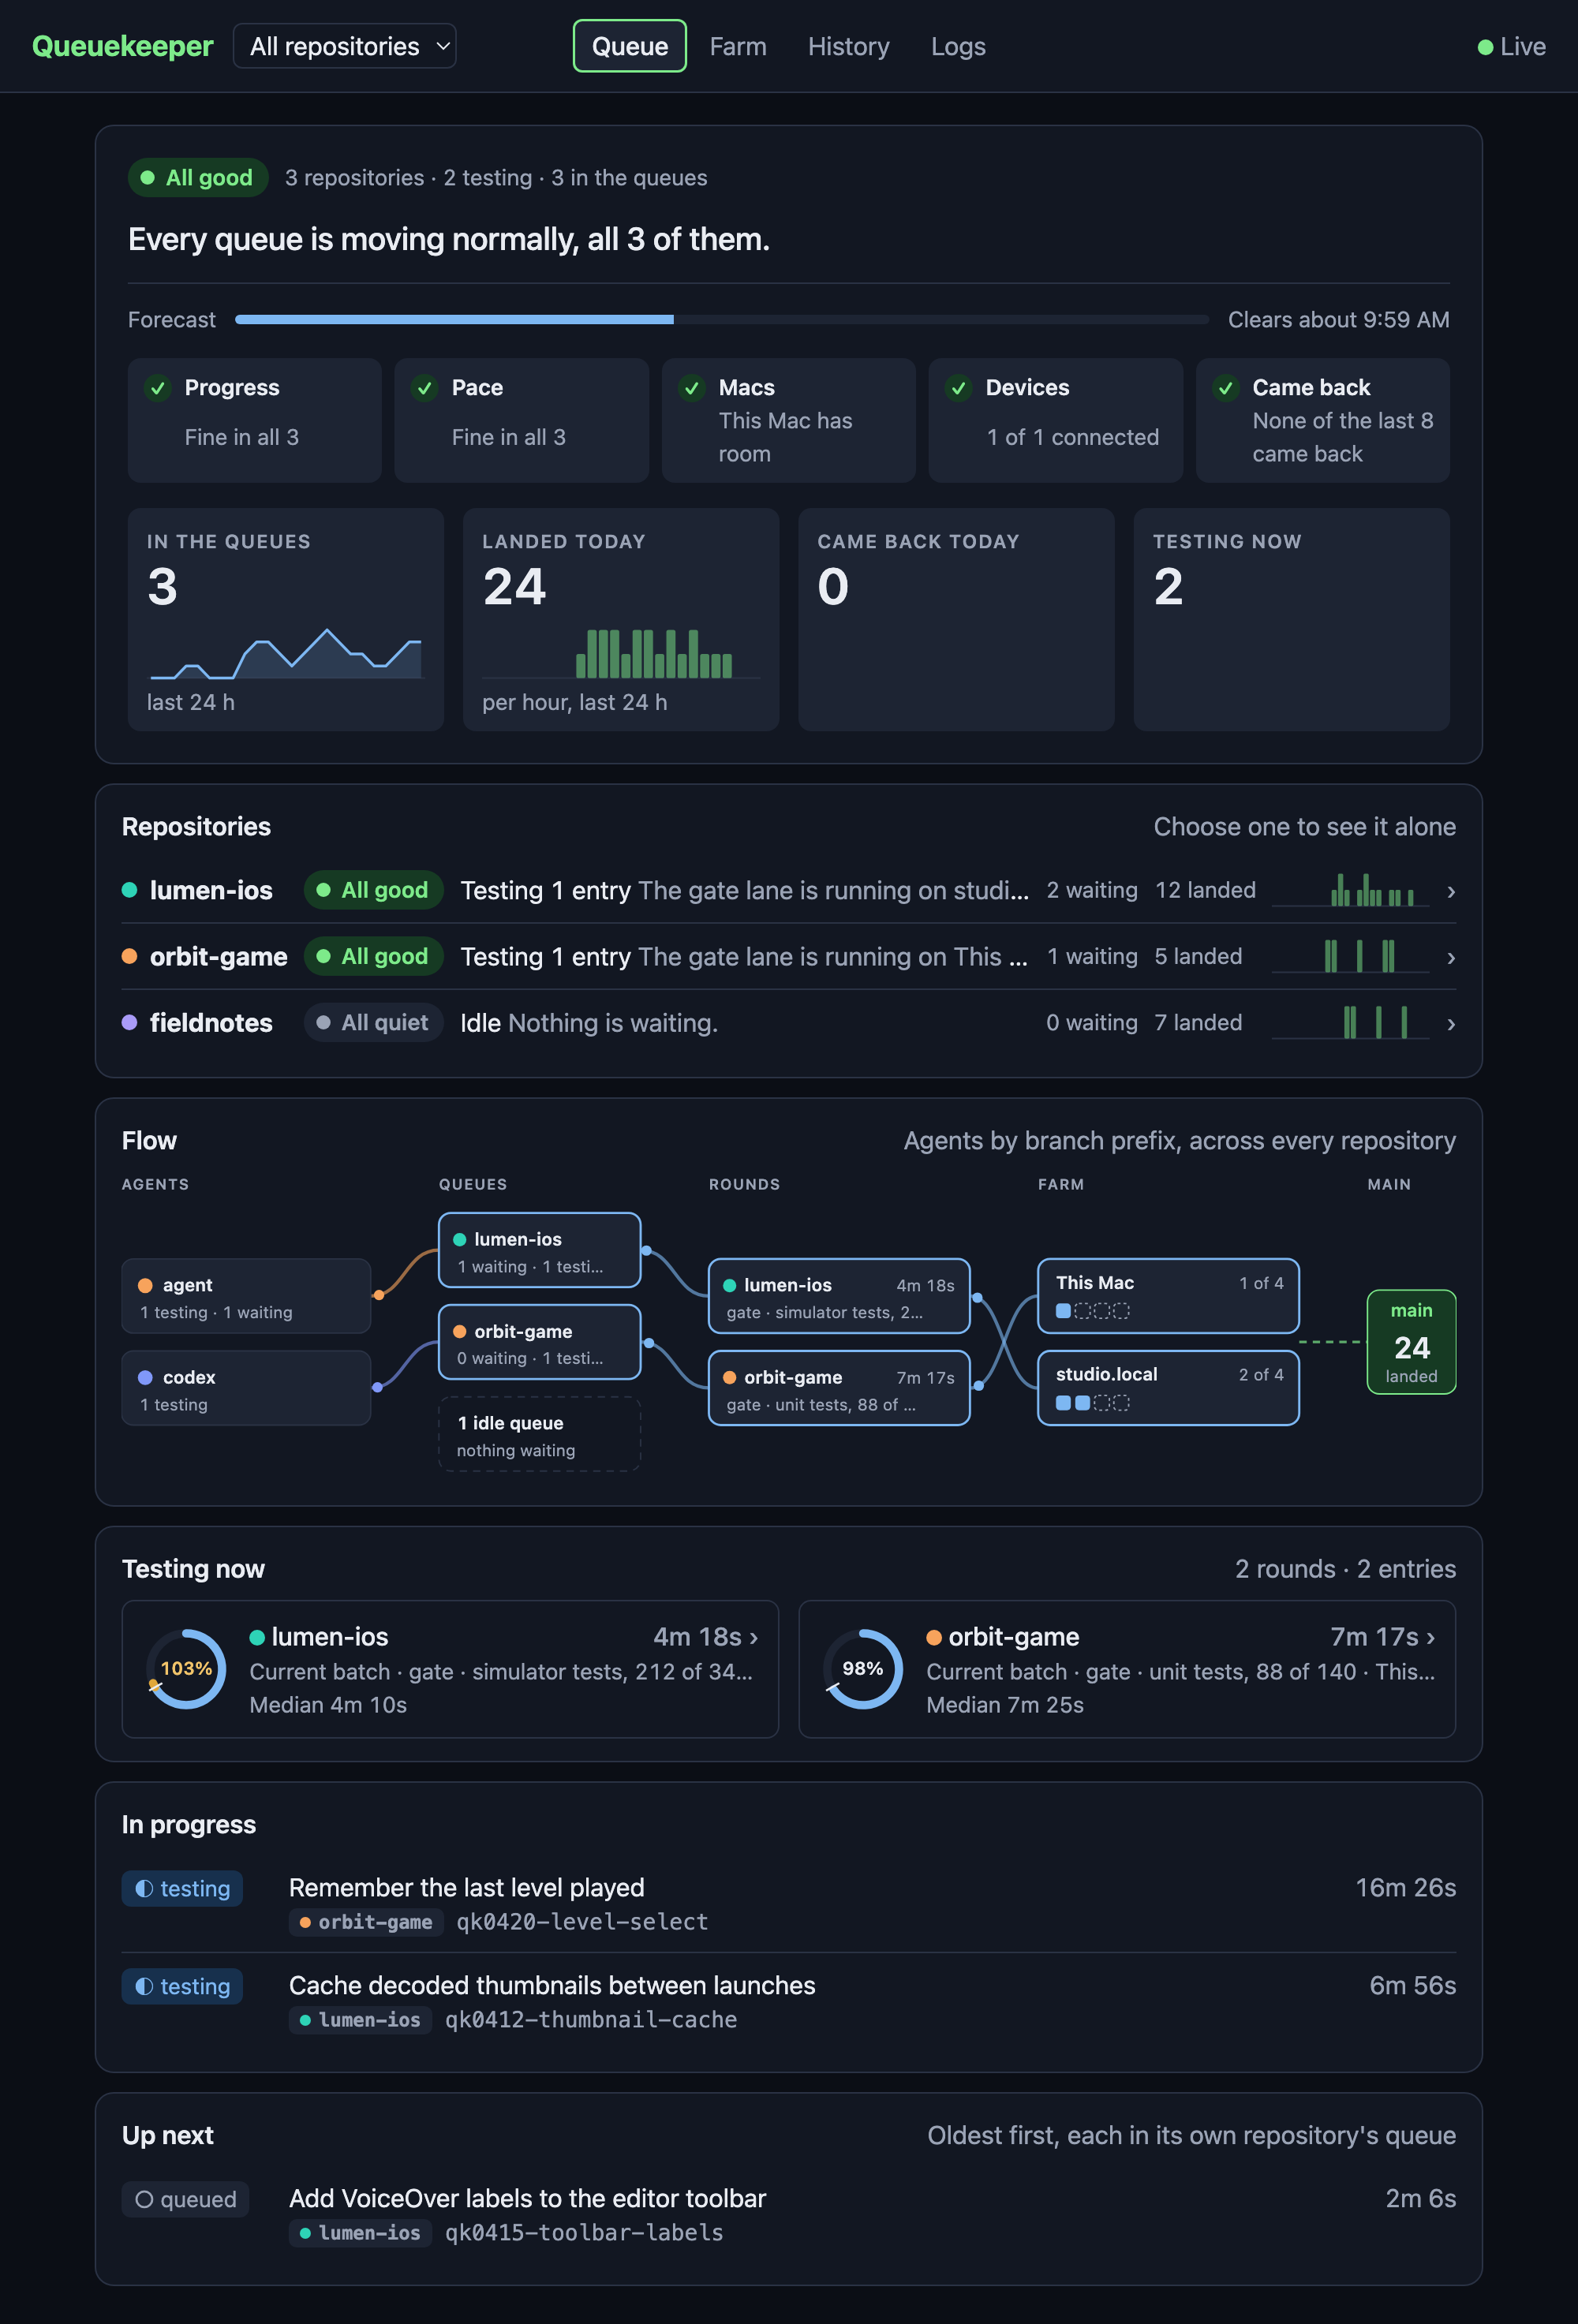 Queuekeeper All repositories Queue Farm History Logs Live
All good 3 repositories · 2 testing · 3 in the queues
Every queue is moving normally, all 3 of them.
Forecast Clears about 9:59 AM
Progress
Fine in all 3
Pace
Fine in all 3
Macs
This Mac has
room
Devices
1 of 1 connected
Came back
None of the last 8
came back
IN THE QUEUES
3
last 24 h
LANDED TODAY
24
per hour, last 24 h
CAME BACK TODAY
0
TESTING NOW
2
Repositories Choose one to see it alone
lumen-ios All good Testing 1 entry The gate lane is running on studi... 2 waiting 12 landed ›
orbit-game All good Testing 1 entry The gate lane is running on This ... 1 waiting 5 landed ›
fieldnotes All quiet Idle Nothing is waiting. 0 waiting 7 landed ›
Flow Agents by branch prefix, across every repository
AGENTS QUEUES ROUNDS FARM MAIN
agent
1 testing · 1 waiting
codex
1 testing
lumen-ios
1 waiting · 1 testi...
orbit-game
0 waiting · 1 testi...
1 idle queue
nothing waiting
lumen-ios 4m 18s
gate · simulator tests, 2...
orbit-game 7m 17s
gate · unit tests, 88 of ...
This Mac 1 of 4
studio.local 2 of 4
main
24
landed
Testing now 2 rounds · 2 entries
103%
lumen-ios 4m 18s ›
Current batch · gate · simulator tests, 212 of 34...
Median 4m 10s
98%
orbit-game 7m 17s ›
Current batch · gate · unit tests, 88 of 140 · This...
Median 7m 25s
In progress
testing Remember the last level played 16m 26s
orbit-game qk0420-level-select
testing Cache decoded thumbnails between launches 6m 56s
lumen-ios qk0412-thumbnail-cache
Up next Oldest first, each in its own repository's queue
queued Add VoiceOver labels to the editor toolbar 2m 6s
lumen-ios qk0415-toolbar-labels